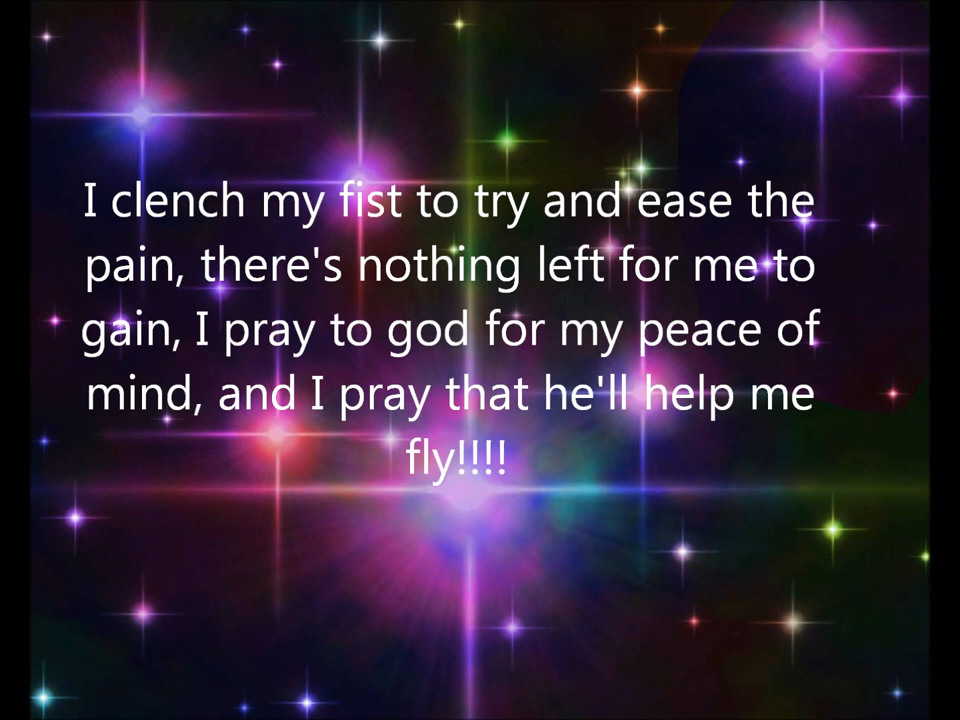 I clench my fist to try and ease the
pain, there's nothing left for me to
gain, I pray to god for my peace of
mind, and I pray that he'll help me
fly!!!!